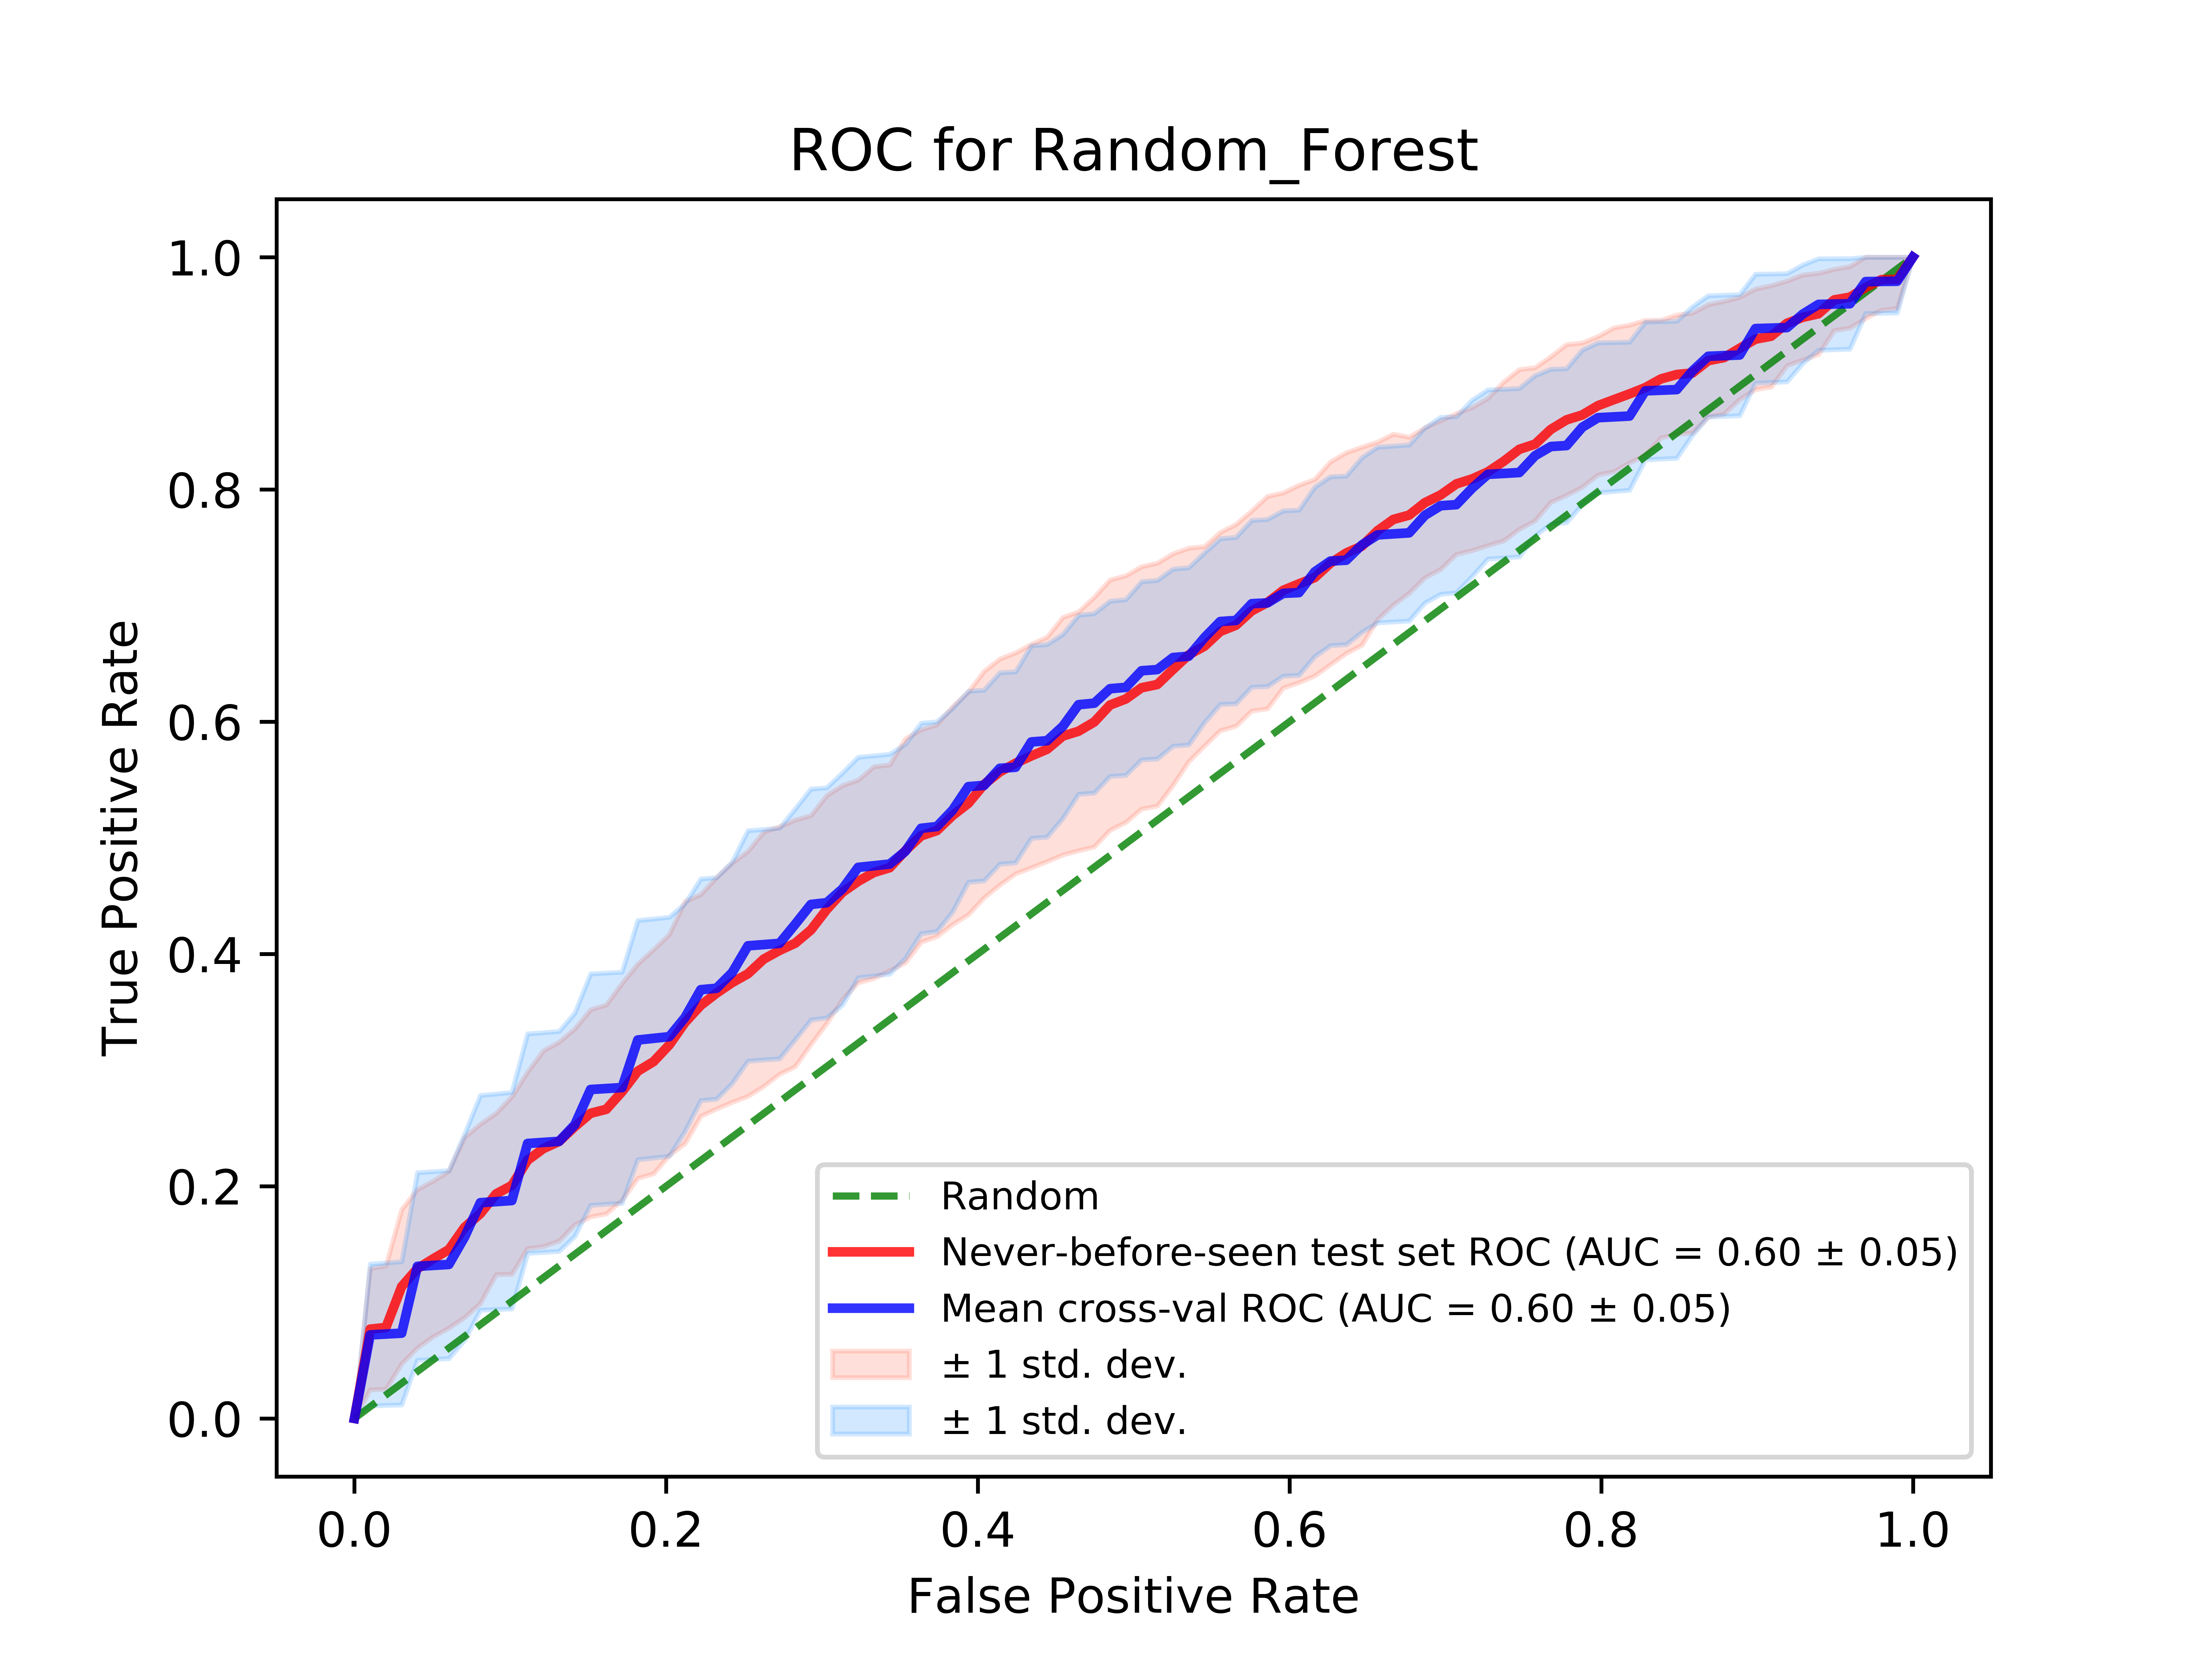 ROC for Random_Forest
1.0
0.8
0.6
0.4
0.2
0.0
True Positive Rate
Random
Never-before-seen test set ROC (AUC = 0.60 ± 0.05)
Mean cross-val ROC (AUC = 0.60 ± 0.05)
± 1 std. dev.
± 1 std. dev.
0.0 0.2 0.4 0.6 0.8 1.0
False Positive Rate